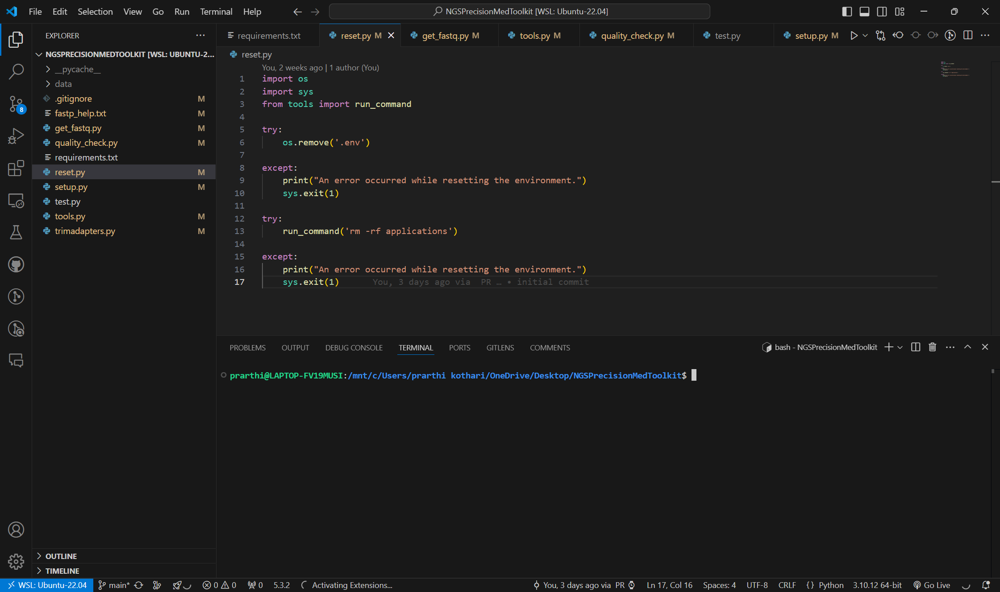 File Edit Selection View Go Run Terminal Help
NGSPrecisionMedToolkit [WSL: Ubuntu-22.04]
EXPLORER
requirements.txt
reset.py M
get_fastq.py M
tools.py M
quality_check.py M
test.py
setup.py M
NGSPRECISIONMEDTOOLKIT [WSL: UBUNTU-2...
__pycache__
data
.gitignore M
fastp_help.txt M
get_fastq.py M
quality_check.py M
requirements.txt
reset.py M
setup.py M
test.py
tools.py M
trimadapters.py M
8
reset.py
You, 2 weeks ago | 1 author (You)
1 import os
2 import sys
3 from tools import run_command
4
5 try:
6 os.remove('.env')
7
8 except:
9 print("An error occurred while resetting the environment.")
10 sys.exit(1)
11
12 try:
13 run_command('rm -rf applications')
14
15 except:
16 print("An error occurred while resetting the environment.")
17 sys.exit(1) You, 3 days ago via PR … • initial commit
PROBLEMS OUTPUT DEBUG CONSOLE TERMINAL PORTS GITLENS COMMENTS
bash - NGSPrecisionMedToolkit
prarthi@LAPTOP-FV19MUSI:/mnt/c/Users/prarthi kothari/OneDrive/Desktop/NGSPrecisionMedToolkit$
OUTLINE
TIMELINE
WSL: Ubuntu-22.04 main* 0 0 0 5.3.2 Activating Extensions... You, 3 days ago via PR Ln 17, Col 16 Spaces: 4 UTF-8 CRLF {} Python 3.10.12 64-bit Go Live